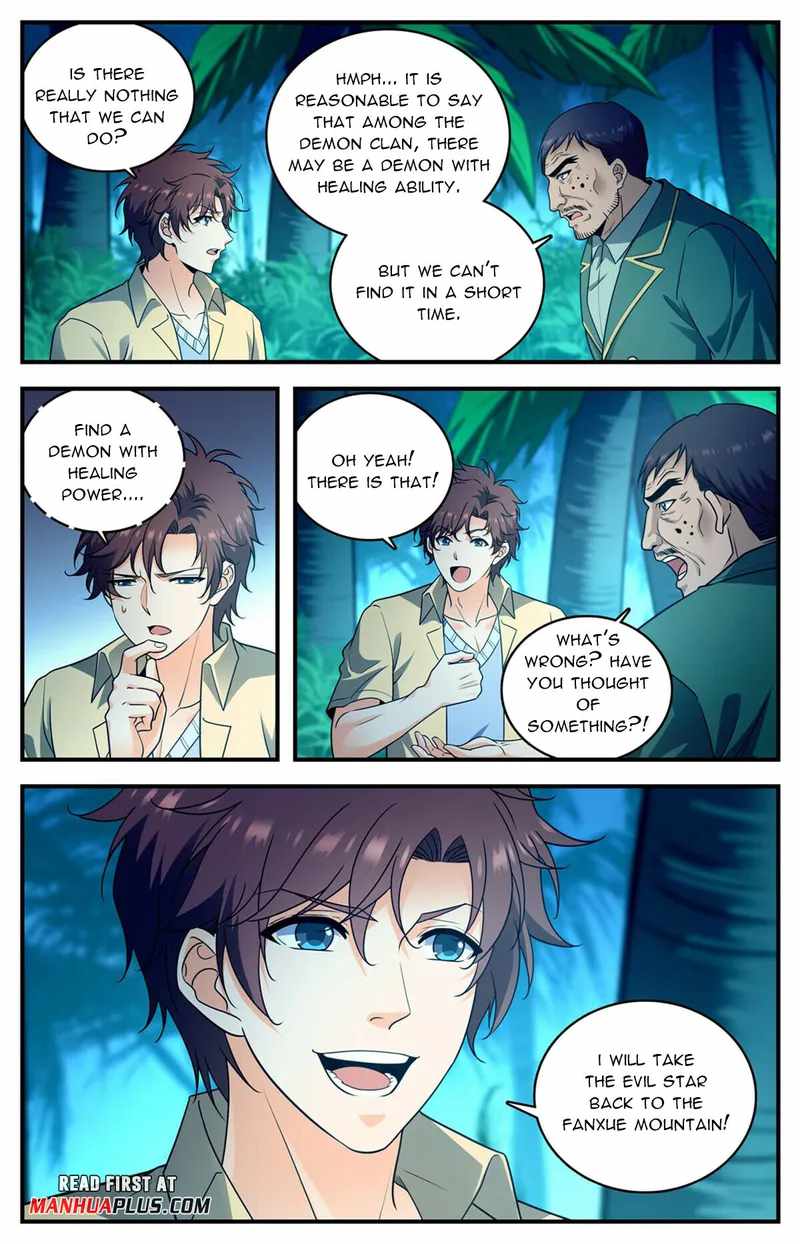 IS THERE
REALLY NOTHING
THAT WE CAN
DO?
HMPH... IT IS
REASONABLE TO SAY
THAT AMONG THE
DEMON CLAN, THERE
MAY BE A DEMON WITH
HEALING ABILITY.
BUT WE CAN'T
FIND IT IN A SHORT
TIME.
FIND A
DEMON WITH
HEALING
POWER....
OH YEAH!
THERE IS THAT!
WHAT'S
WRONG? HAVE
YOU THOUGHT
OF
SOMETHING?!
I WILL TAKE
THE EVIL STAR
BACK TO THE
FANXUE MOUNTAIN!
READ FIRST AT
MANHUAPLUS.COM